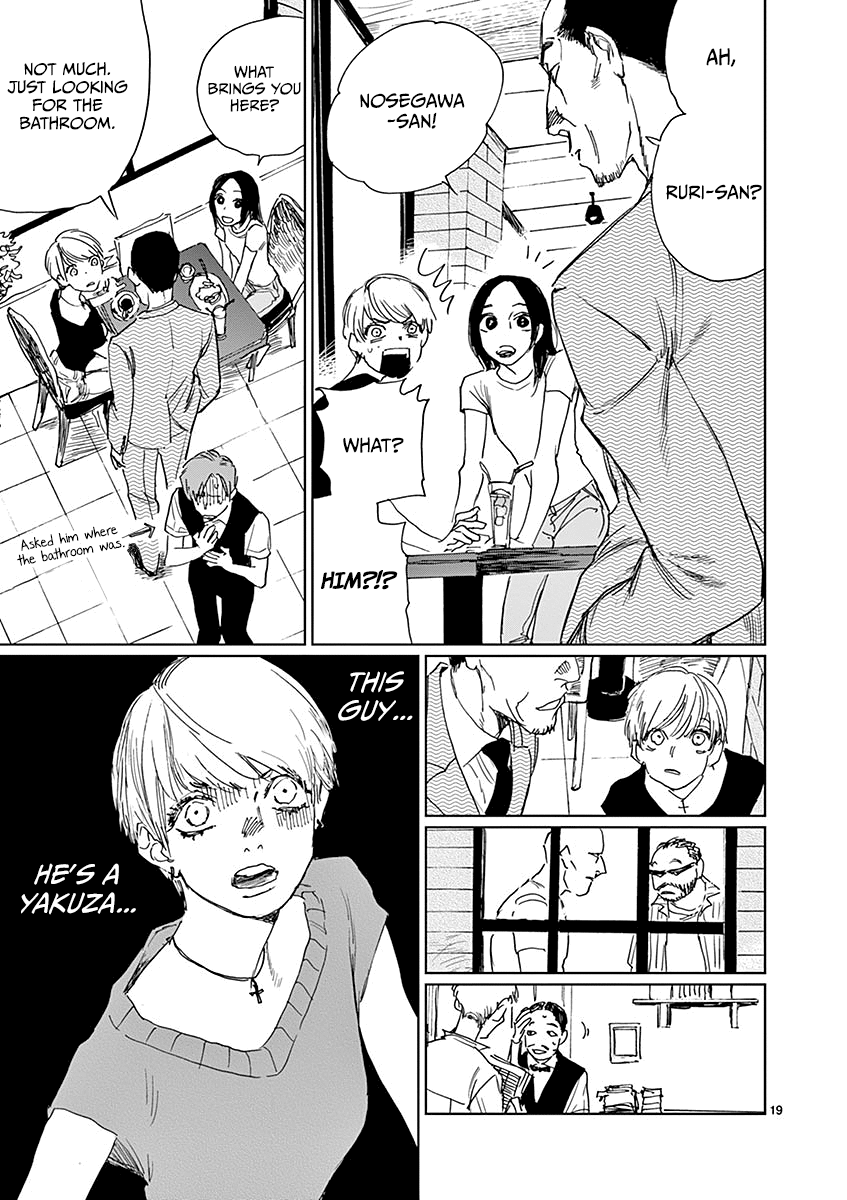 AH,
RURI-SAN?
NOSEGAWA
-SAN!
WHAT?
HIM?!?
WHAT
BRINGS YOU
HERE?
NOT MUCH.
JUST LOOKING
FOR THE
BATHROOM.
Asked him where
the bathroom was.
THIS
GUY...
HE'S A
YAKUZA...
19